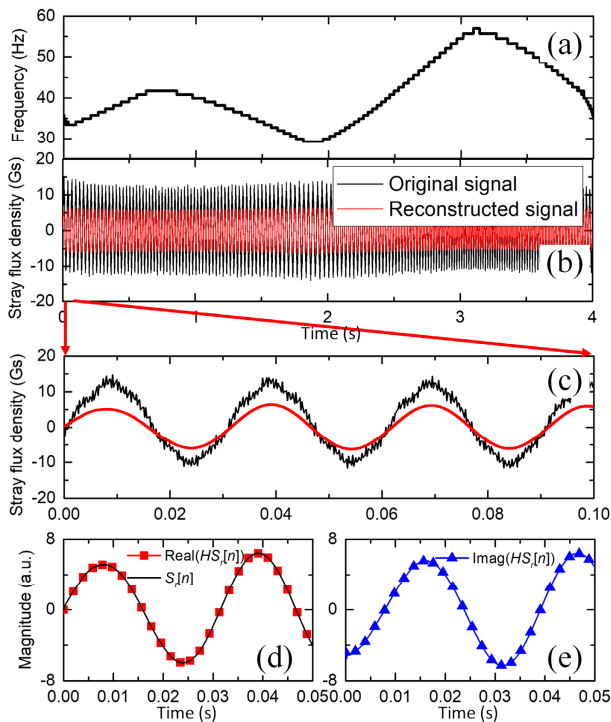 60
50
40
30
Frequency (Hz)
(a)
20
10
0
-10
-20
Stray flux density (Gs)
Original signal
Reconstructed signal
(b)
0 1 2 3 4
Time (s)
20
10
0
-10
-20
Stray flux density (Gs)
(c)
0.00 0.02 0.04 0.06 0.08 0.10
8
0
-8
Magnitude (a.u.)
Real(HSr[n])
Sr[n]
(d)
0.00 0.01 0.02 0.03 0.04 0.05
Time (s)
8
0
-8
Imag(HSr[n])
(e)
0.00 0.01 0.02 0.03 0.04 0.05
Time (s)